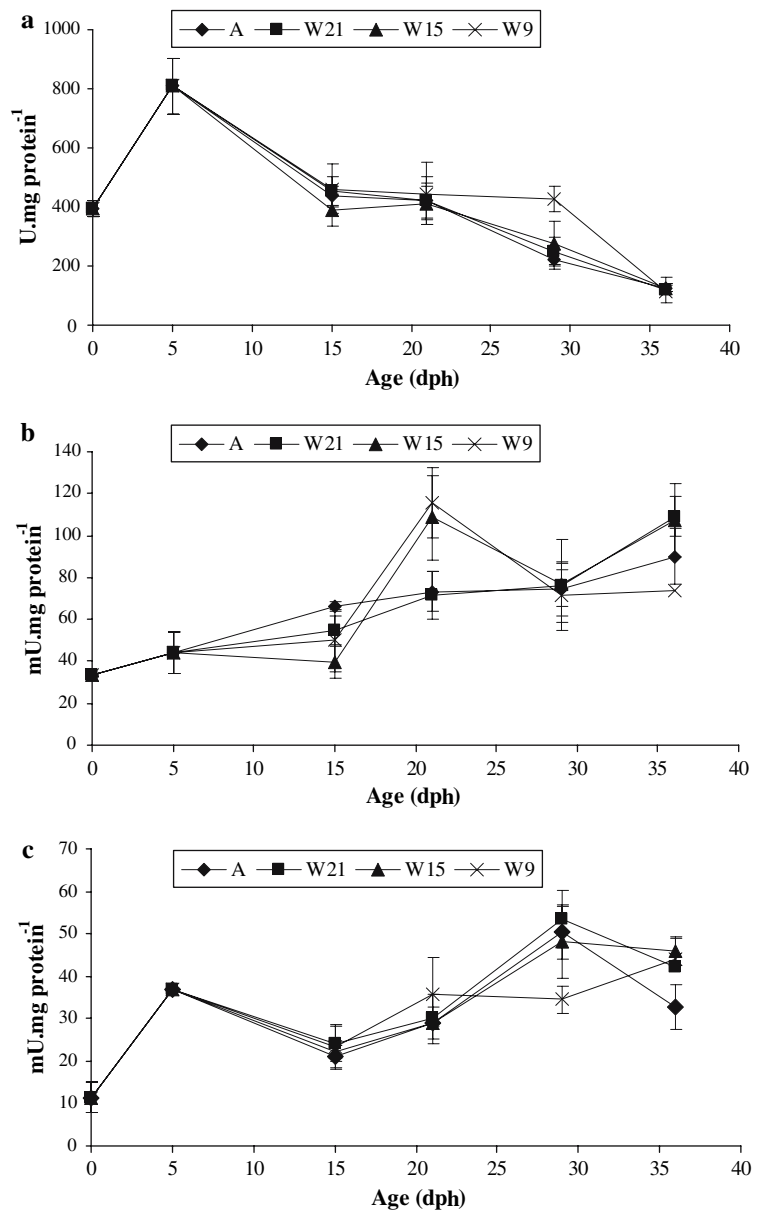 a
A W21 W15 W9
1000
800
600
400
200
0
U.mg protein⁻¹
0 5 10 15 20 25 30 35 40
Age (dph)
b
A W21 W15 W9
140
120
100
80
60
40
20
0
mU.mg protein⁻¹
0 5 10 15 20 25 30 35 40
Age (dph)
c
A W21 W15 W9
70
60
50
40
30
20
10
0
mU.mg protein⁻¹
0 5 10 15 20 25 30 35 40
Age (dph)